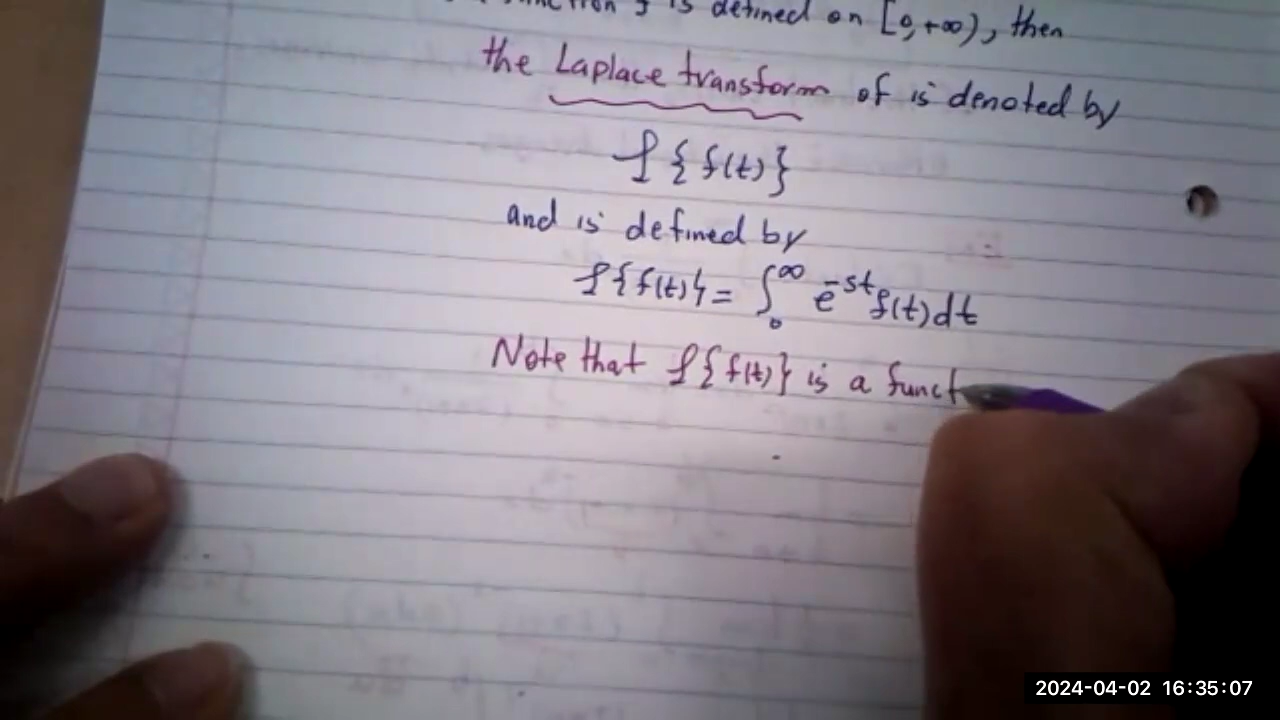 is defined on [0,+∞), then
the Laplace transform of is denoted by
ℒ{f(t)}
and is defined by
ℒ{f(t)} = ∫₀^∞ e^-st f(t)dt
Note that ℒ{f(t)} is a funct
2024-04-02 16:35:07